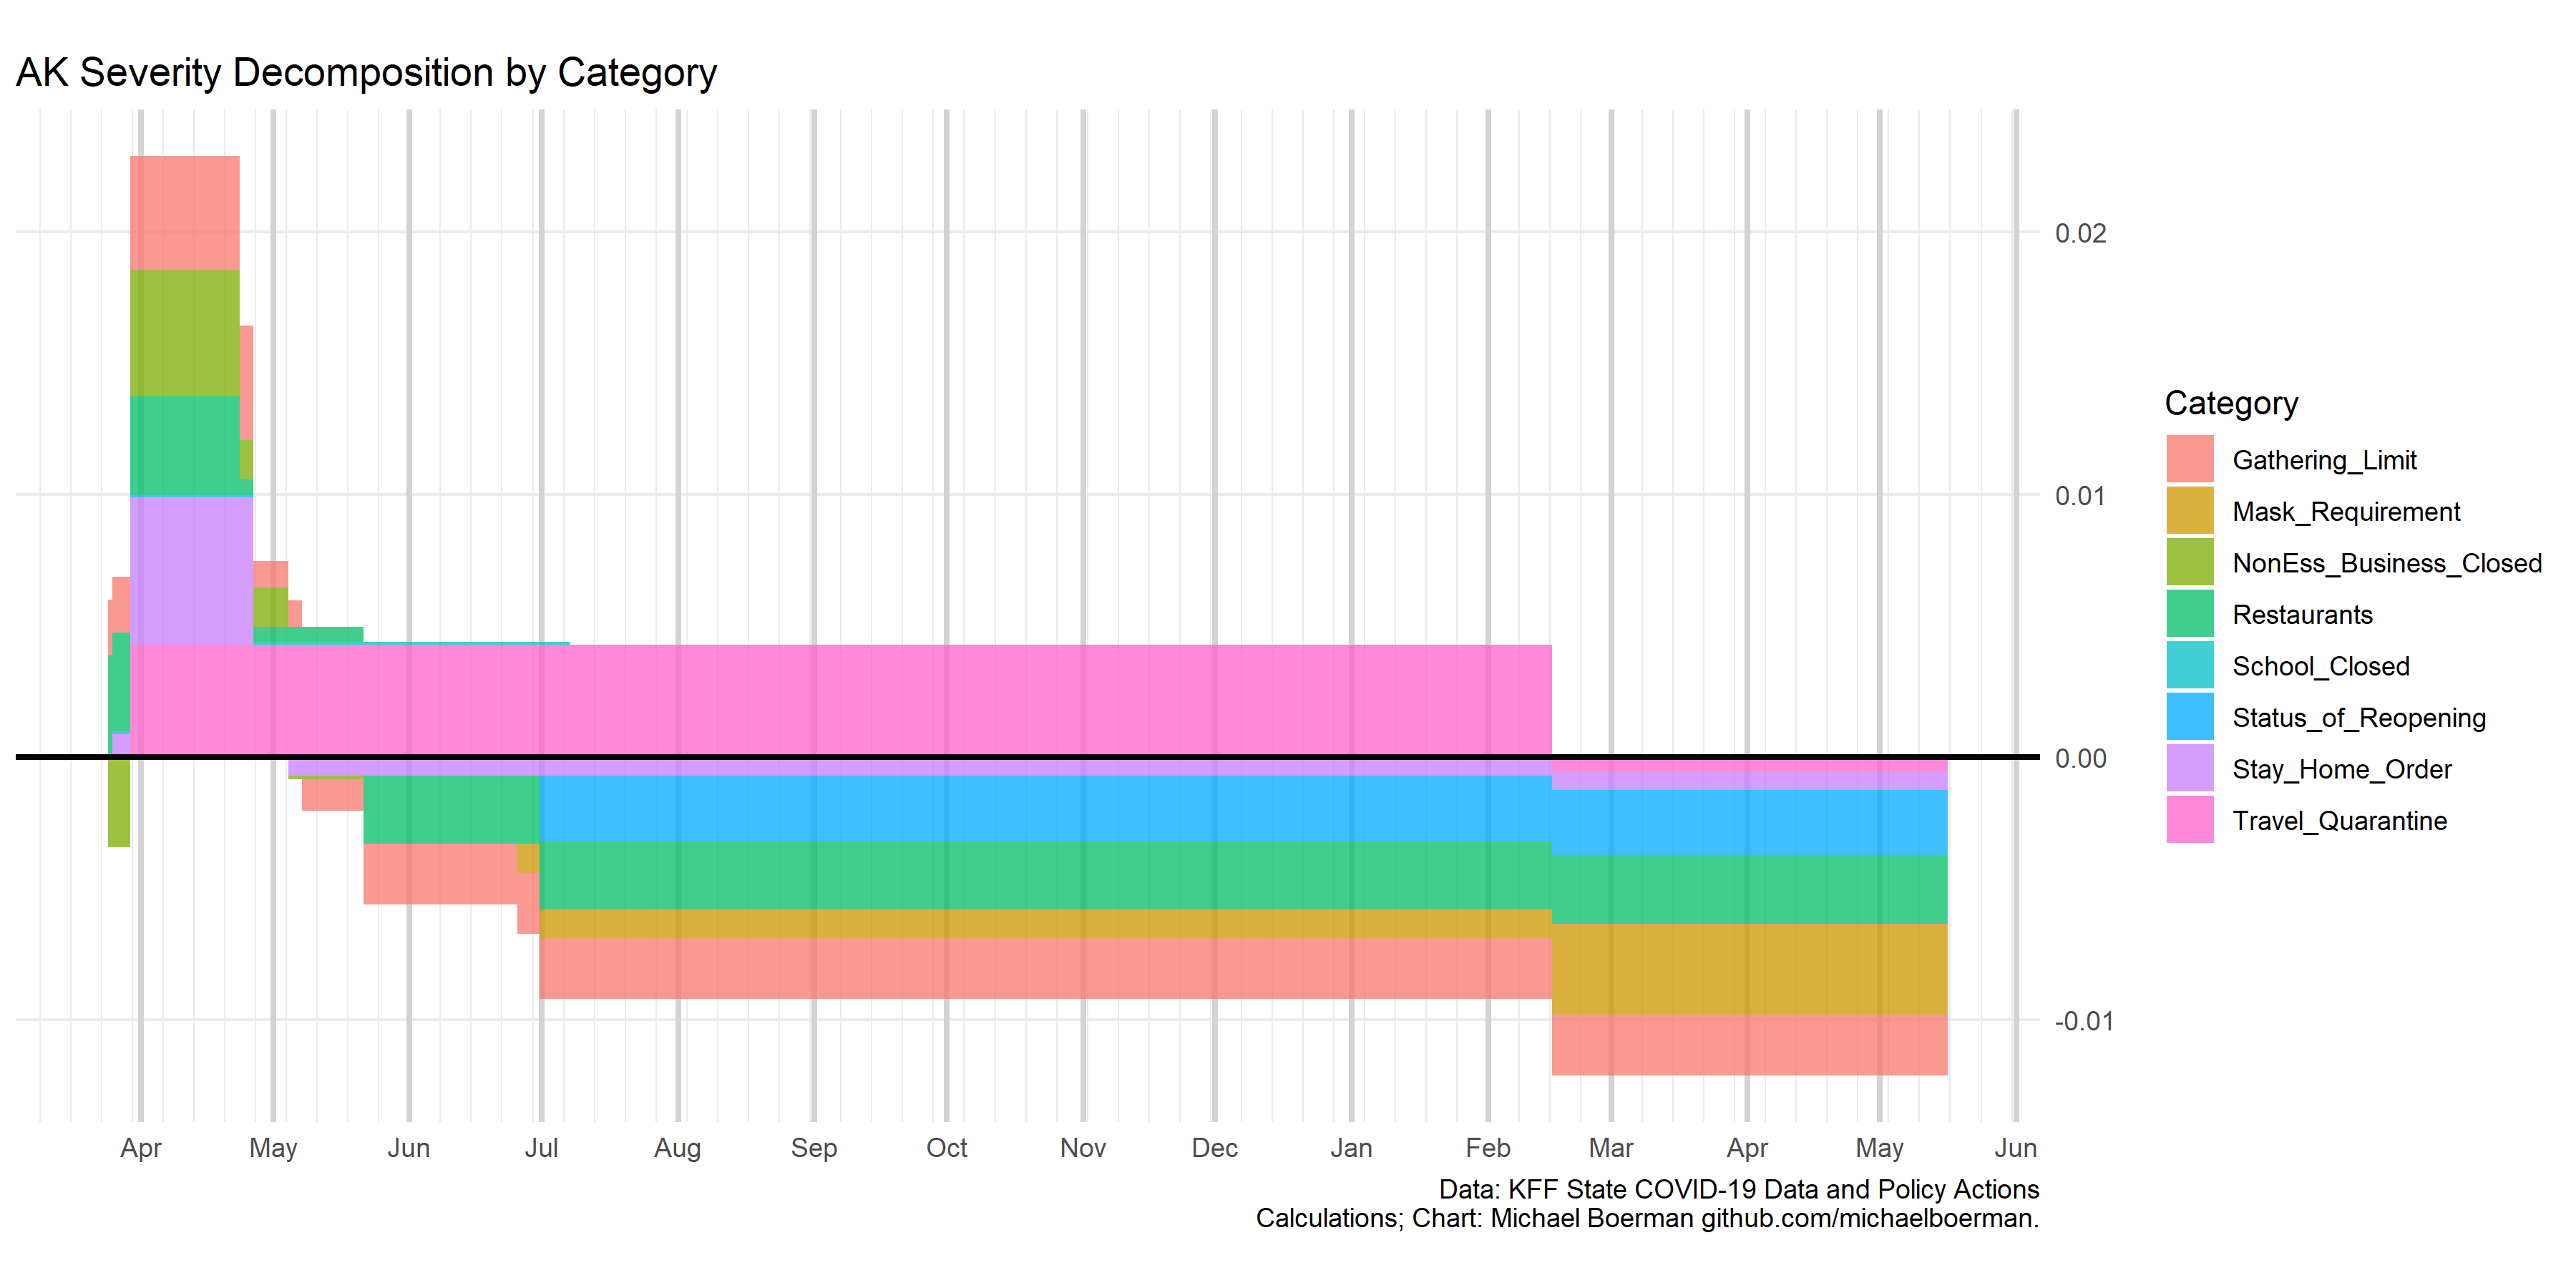 AK Severity Decomposition by Category
0.02
0.01
0.00
-0.01
Apr May Jun Jul Aug Sep Oct Nov Dec Jan Feb Mar Apr May Jun
Data: KFF State COVID-19 Data and Policy Actions
Calculations; Chart: Michael Boerman github.com/michaelboerman.
Category
Gathering_Limit
Mask_Requirement
NonEss_Business_Closed
Restaurants
School_Closed
Status_of_Reopening
Stay_Home_Order
Travel_Quarantine